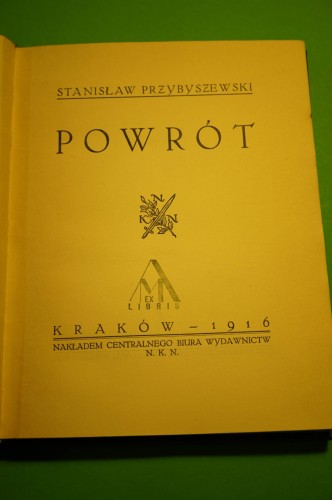 STANISŁAW PRZYBYSZEWSKI
POWRÓT
N
K N
EX
LIBRIS
KRAKÓW — 1916
NAKŁADEM CENTRALNEGO BIURA WYDAWNICTW
N. K. N.